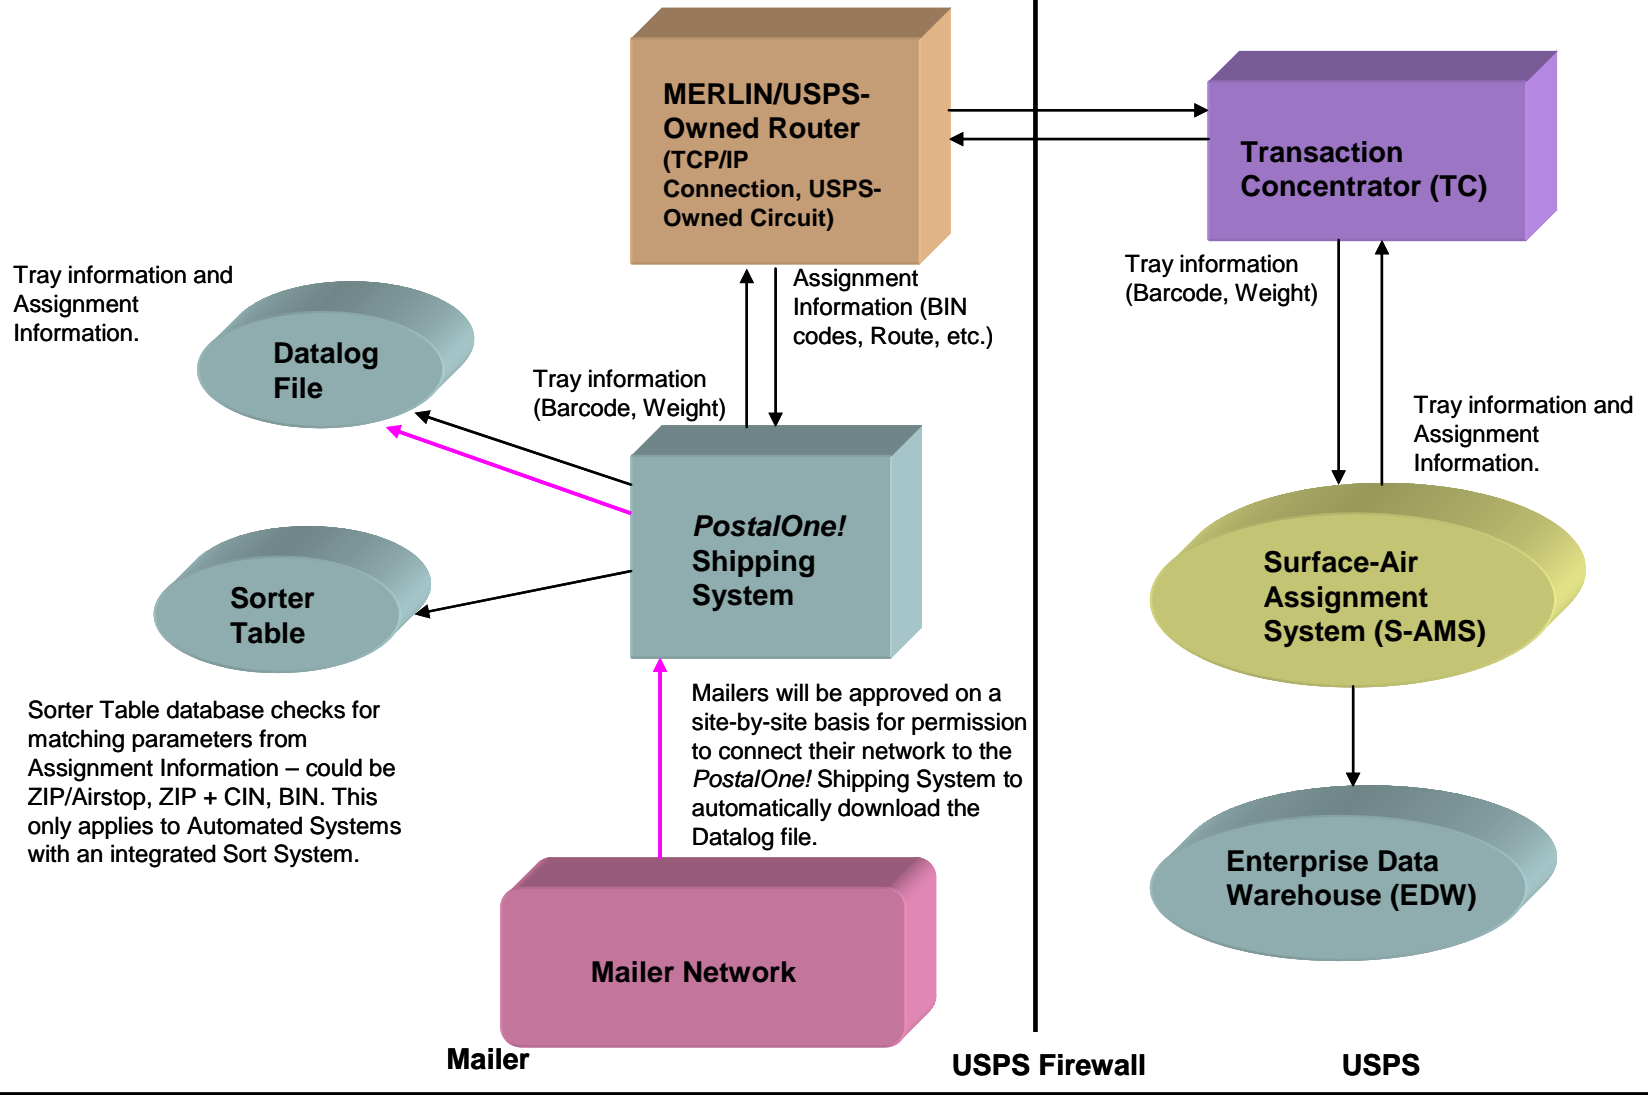 MERLIN/USPS-
Owned Router
(TCP/IP
Connection, USPS-
Owned Circuit)
Transaction
Concentrator (TC)
Tray information and
Assignment
Information.
Datalog
File
Tray information
(Barcode, Weight)
Assignment
Information (BIN
codes, Route, etc.)
Tray information
(Barcode, Weight)
Tray information and
Assignment
Information.
PostalOne!
Shipping
System
Sorter
Table
Surface-Air
Assignment
System (S-AMS)
Sorter Table database checks for
matching parameters from
Assignment Information – could be
ZIP/Airstop, ZIP + CIN, BIN. This
only applies to Automated Systems
with an integrated Sort System.
Mailers will be approved on a
site-by-site basis for permission
to connect their network to the
PostalOne! Shipping System to
automatically download the
Datalog file.
Enterprise Data
Warehouse (EDW)
Mailer Network
Mailer
USPS Firewall
USPS